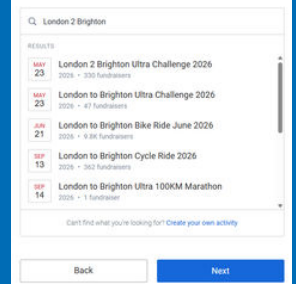 London 2 Brighton
RESULTS
MAY
23
London 2 Brighton Ultra Challenge 2026
2026 • 330 fundraisers
MAY
23
London to Brighton Ultra Challenge 2026
2026 • 47 fundraisers
JUN
21
London to Brighton Bike Ride June 2026
2026 • 9.8K fundraisers
SEP
13
London to Brighton Cycle Ride 2026
2026 • 362 fundraisers
SEP
14
London to Brighton Ultra 100KM Marathon
2026 • 1 fundraiser
Can't find what you're looking for? Create your own activity
Back
Next